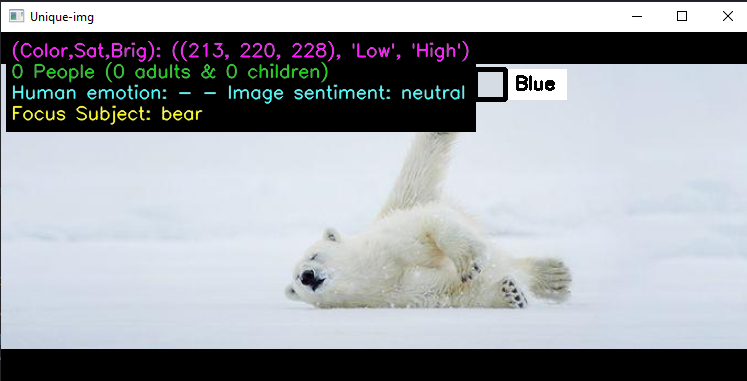 Unique-img
(Color,Sat,Brig): ((213, 220, 228), 'Low', 'High')
0 People (0 adults & 0 children)
Human emotion: - - Image sentiment: neutral
Blue
Focus Subject: bear